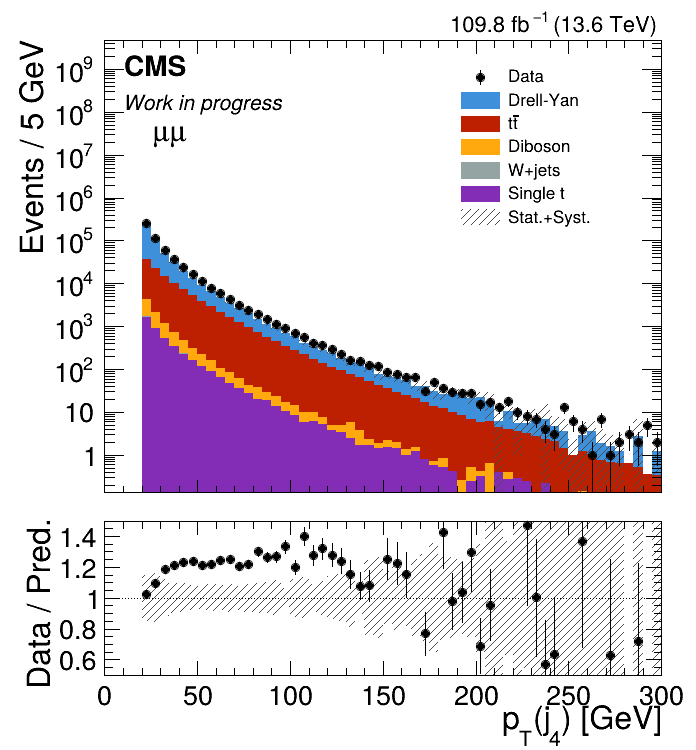 109.8 fb⁻¹ (13.6 TeV)
CMS
Work in progress
μμ
Data
Drell-Yan
tt̅
Diboson
W+jets
Single t
Stat.+Syst.
Events / 5 GeV
10⁹
10⁸
10⁷
10⁶
10⁵
10⁴
10³
10²
10
1
Data / Pred.
1.4
1.2
1
0.8
0.6
0 50 100 150 200 250 300
p_T(j_4) [GeV]